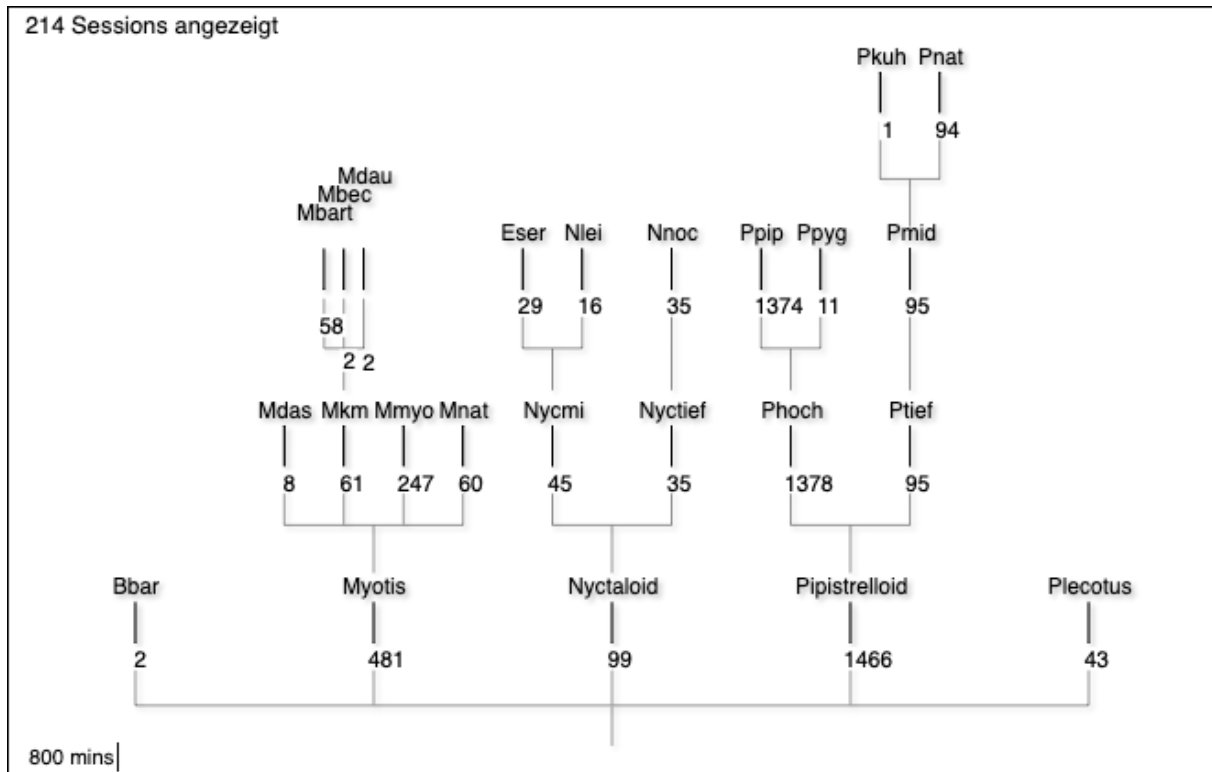 214 Sessions angezeigt
Pkuh Pnat
1 94
Mdau
Mbec
Mbart
Eser Nlei Nnoc Ppip Ppyg Pmid
29 16 35 1374 11 95
58
2 2
Mdas Mkm Mmyo Mnat Nycmi Nyctief Phoch Ptief
8 61 247 60 45 35 1378 95
Bbar Myotis Nyctaloid Pipistrelloid Plecotus
2 481 99 1466 43
800 mins